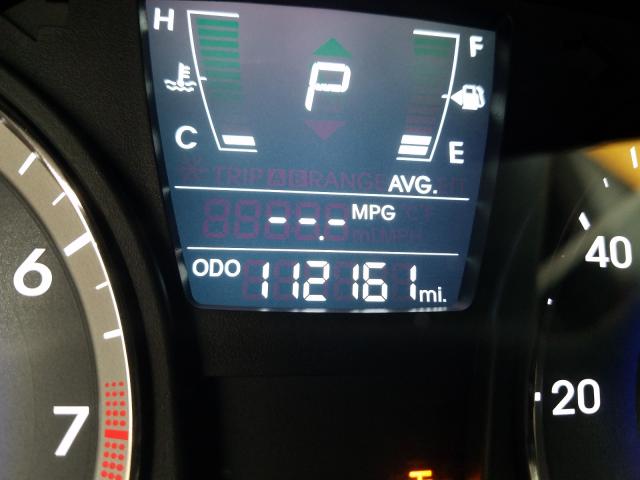 H F
P
C E
AVG.
--.- MPG
ODO 112161 mi.
6
7
40
20